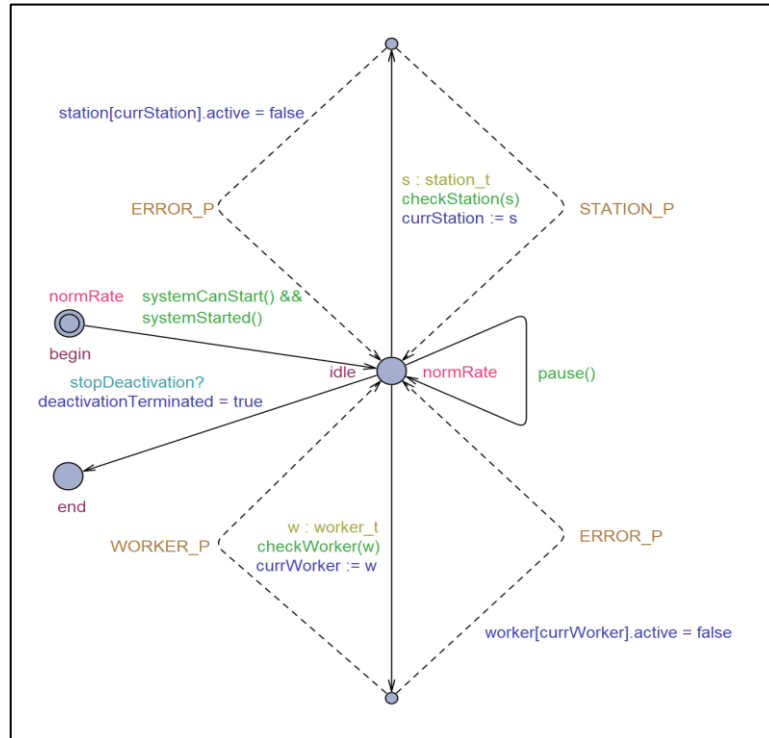 station[currStation].active = false
s : station_t
checkStation(s)
currStation := s
ERROR_P
STATION_P
normRate
systemCanStart() &&
systemStarted()
begin
idle
normRate
pause()
stopDeactivation?
deactivationTerminated = true
end
w : worker_t
checkWorker(w)
currWorker := w
WORKER_P
ERROR_P
worker[currWorker].active = false